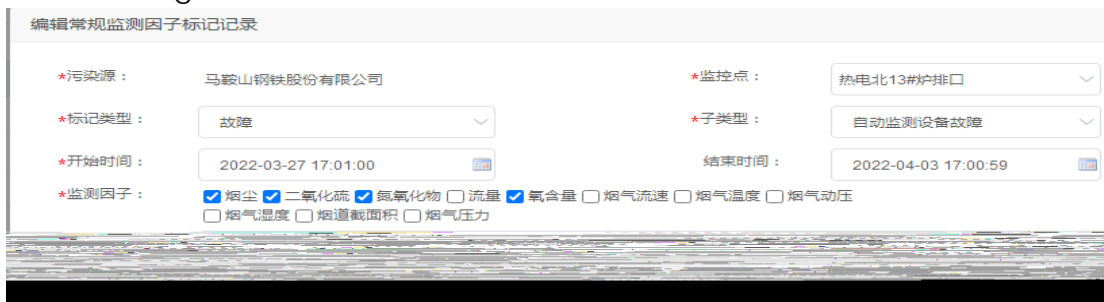 编辑常规监测因子标记记录
*污染源： 马鞍山钢铁股份有限公司 *监控点： 热电北13#炉排口
*标记类型： 故障 *子类型： 自动监测设备故障
*开始时间： 2022-03-27 17:01:00 结束时间： 2022-04-03 17:00:59
*监测因子： 烟尘 二氧化硫 氮氧化物 流量 氧含量 烟气流速 烟气温度 烟气动压
烟气湿度 烟道截面积 烟气压力